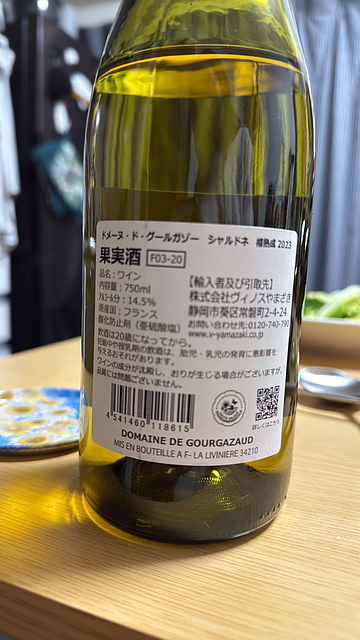 ドメーヌ・ド・グールガゾー シャルドネ 樽熟成 2023
果実酒 F03-20
品名：ワイン
内容量：750ml
ｱﾙｺｰﾙ分：14.5%
原産国：フランス
酸化防止剤（亜硫酸塩）
【輸入者及び引取先】
株式会社ヴィノスやまざき
静岡市葵区常磐町2-4-24
お問い合わせ先:0120-740-790
www.v-yamazaki.co.jp
飲酒は20歳になってから。
妊娠中や授乳期の飲酒は、胎児・乳児の発育に悪影響を
与えるおそれがあります。
ワインの成分が沈殿し、おりが生じる場合がございますが、
品質には問題ございません。
4 541460 118615
詳しくはこちら
DOMAINE DE GOURGAZAUD
MIS EN BOUTEILLE A F- LA LIVINIERE 34210